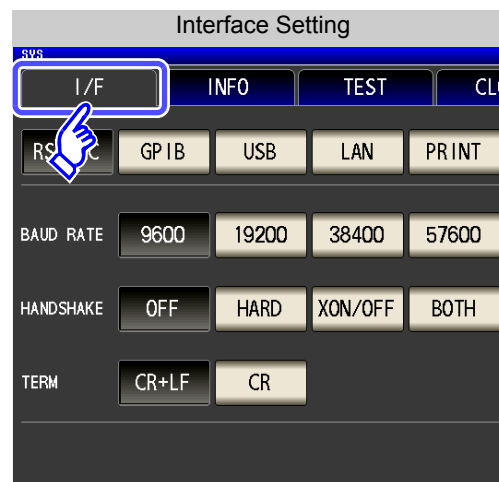 Interface Setting
SYS
I/F INFO TEST CL
GPIB USB LAN PRINT
BAUD RATE 9600 19200 38400 57600
HANDSHAKE OFF HARD XON/OFF BOTH
TERM CR+LF CR